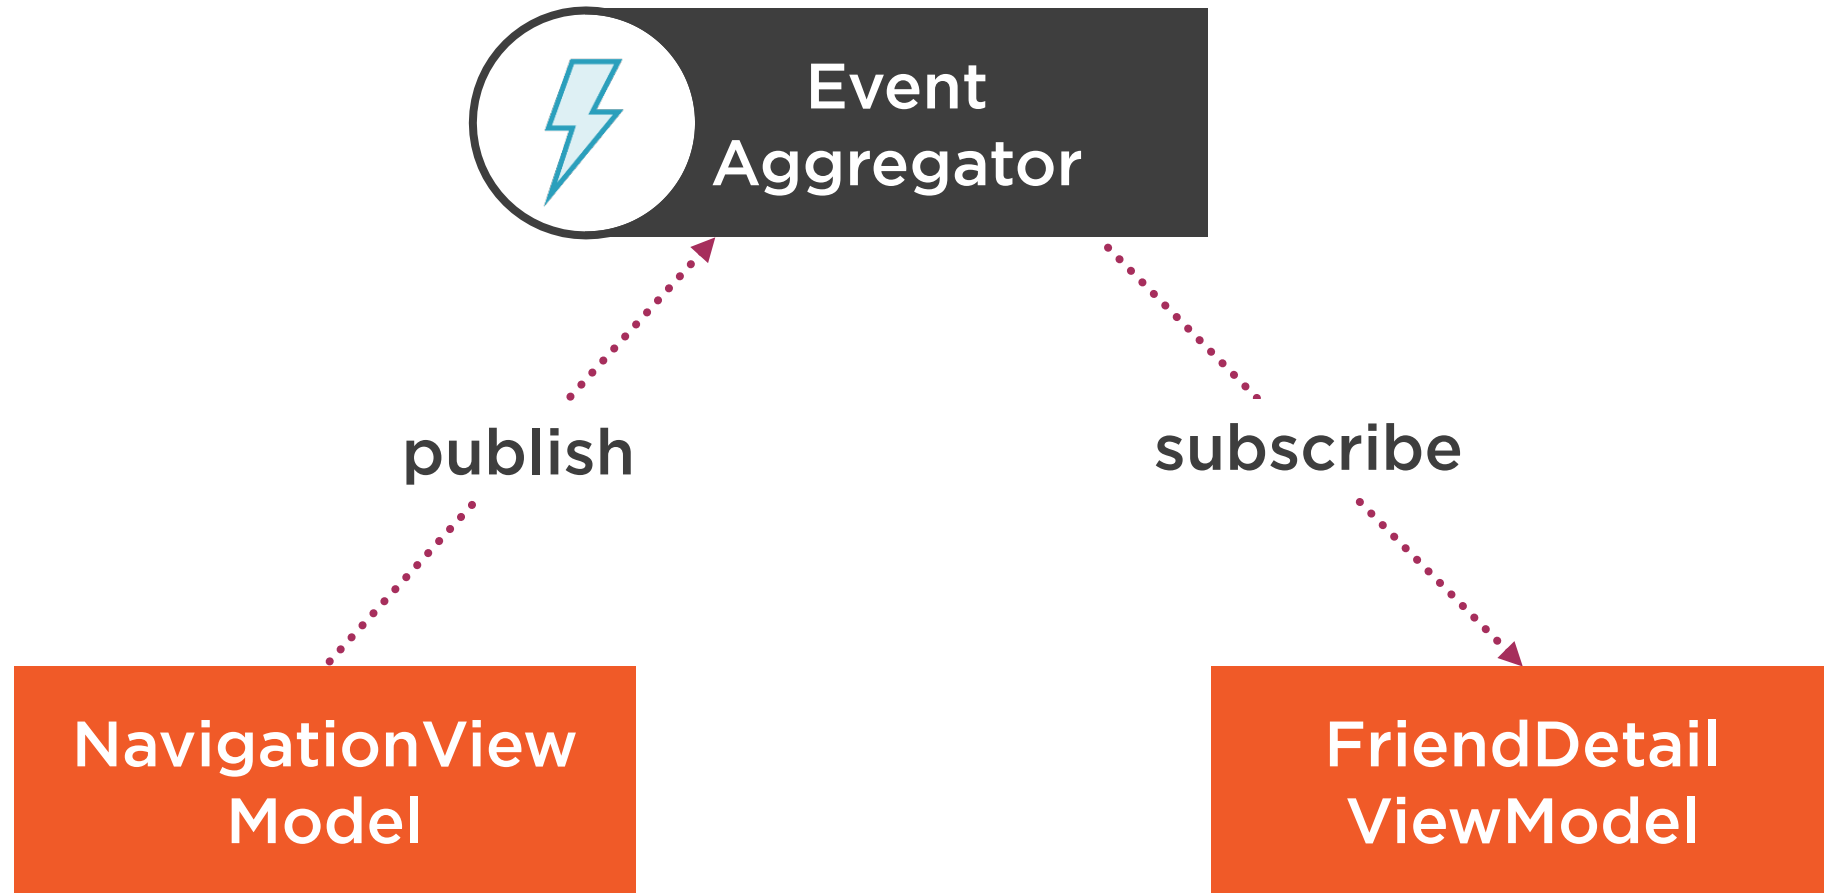 Event
Aggregator
publish
subscribe
NavigationView
Model
FriendDetail
ViewModel